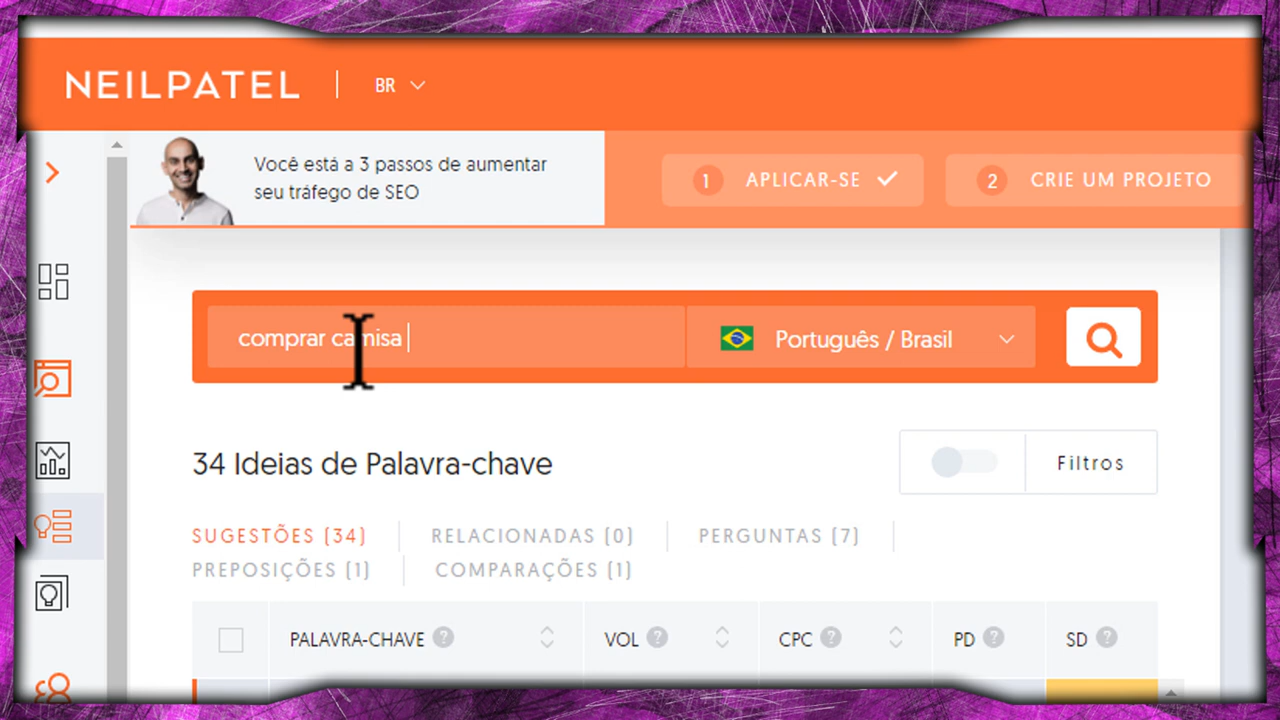 NEILPATEL
BR
Você está a 3 passos de aumentar
seu tráfego de SEO
1 APLICAR-SE
2 CRIE UM PROJETO
comprar camisa
Português / Brasil
34 Ideias de Palavra-chave
Filtros
SUGESTÕES (34)
RELACIONADAS (0)
PERGUNTAS (7)
PREPOSIÇÕES (1)
COMPARAÇÕES (1)
PALAVRA-CHAVE ?
VOL ?
CPC ?
PD ?
SD ?